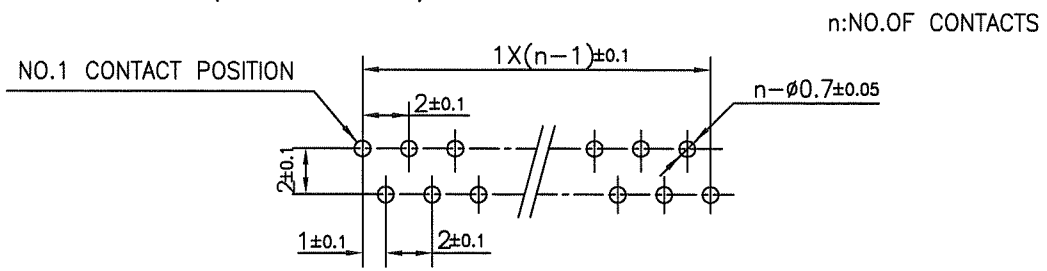 n:NO.OF CONTACTS
1X(n−1)±0.1
NO.1 CONTACT POSITION
n−ø0.7±0.05
2±0.1
2±0.1
1±0.1
2±0.1